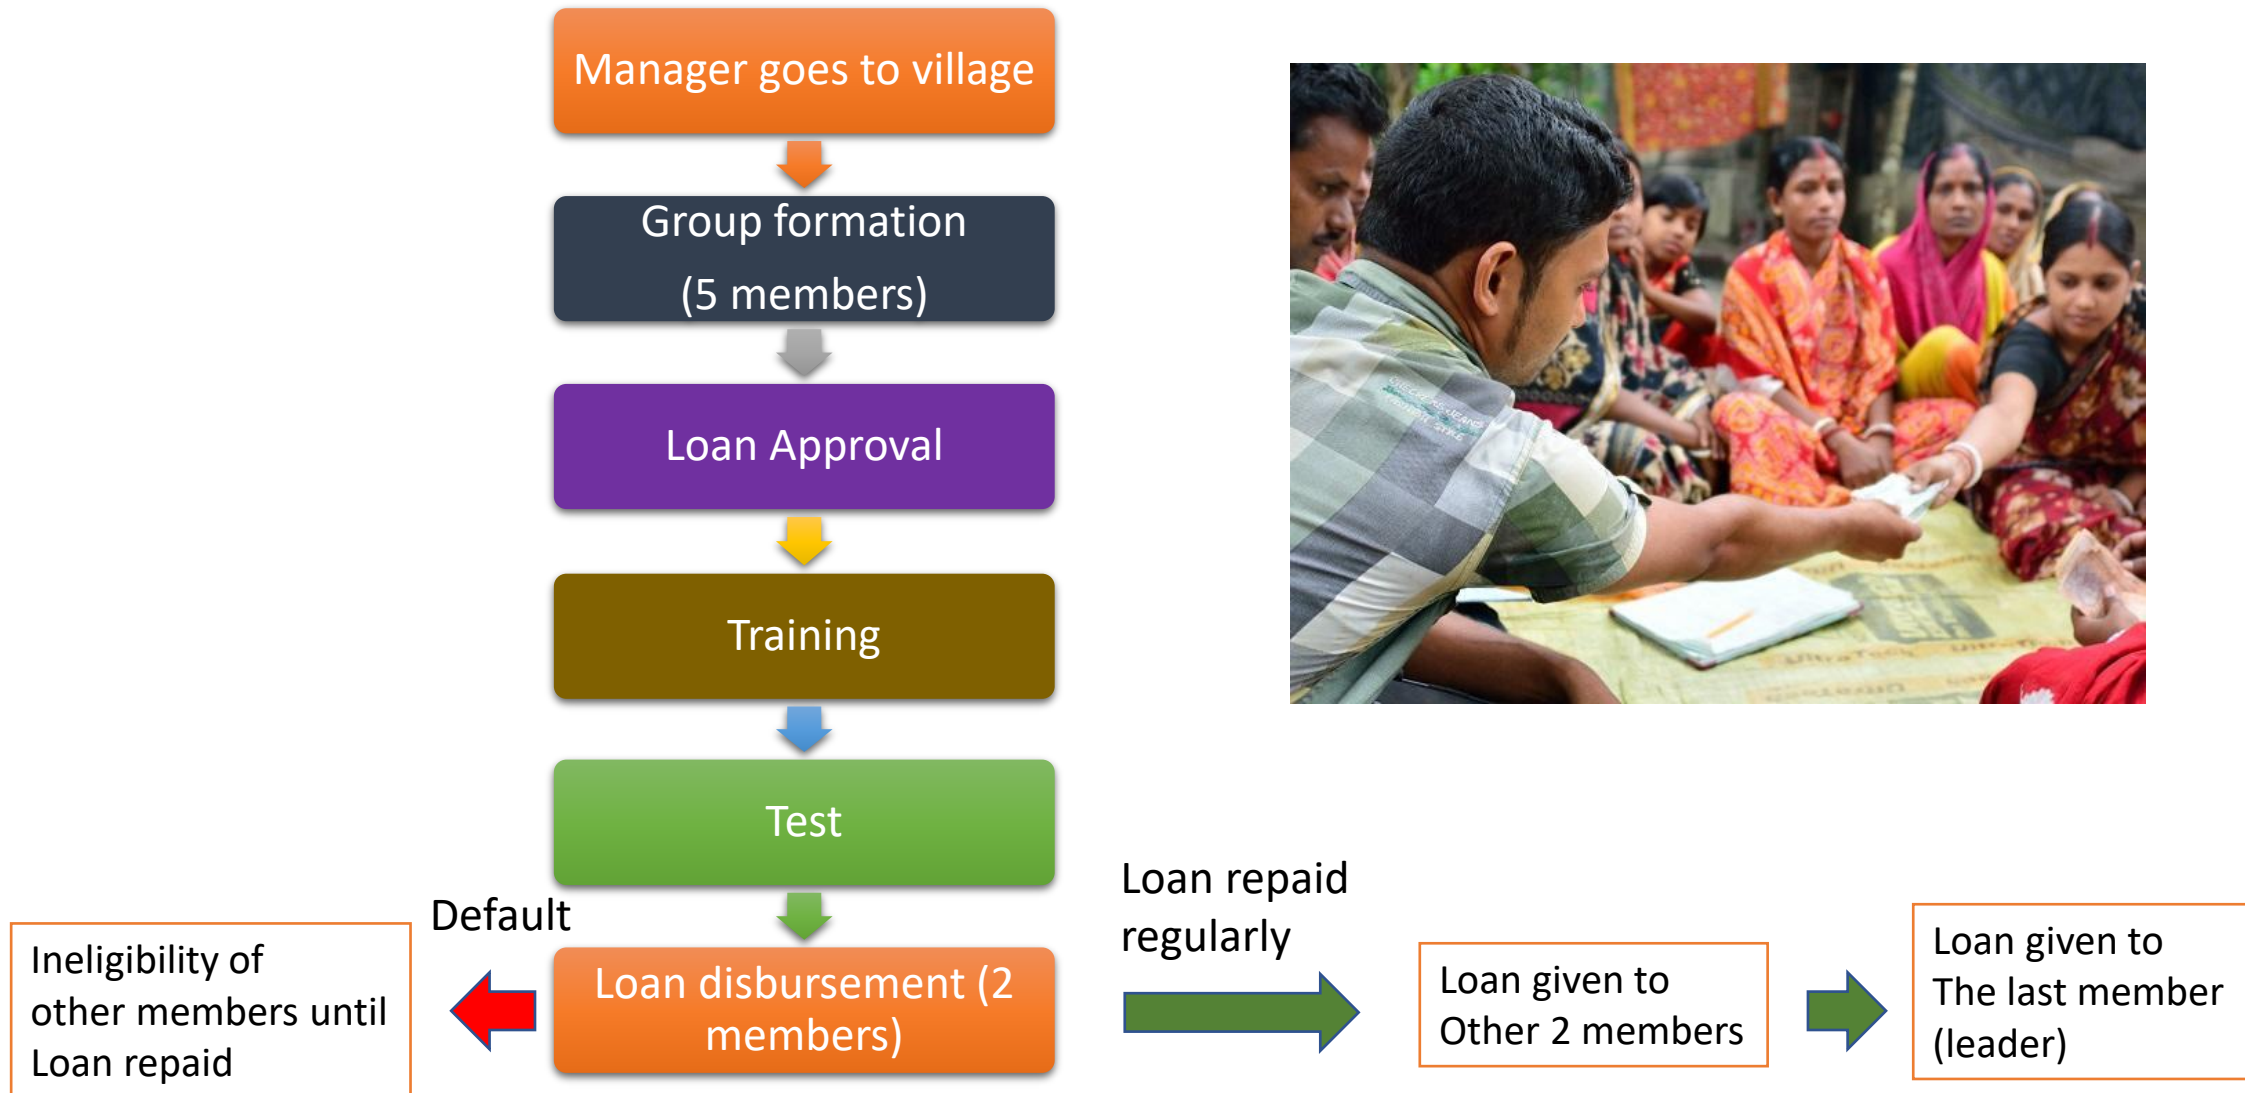 Manager goes to village
Group formation
(5 members)
Loan Approval
Training
Test
Default
Loan disbursement (2
members)
Ineligibility of
other members until
Loan repaid
Loan repaid
regularly
Loan given to
Other 2 members
Loan given to
The last member
(leader)
UltraTech